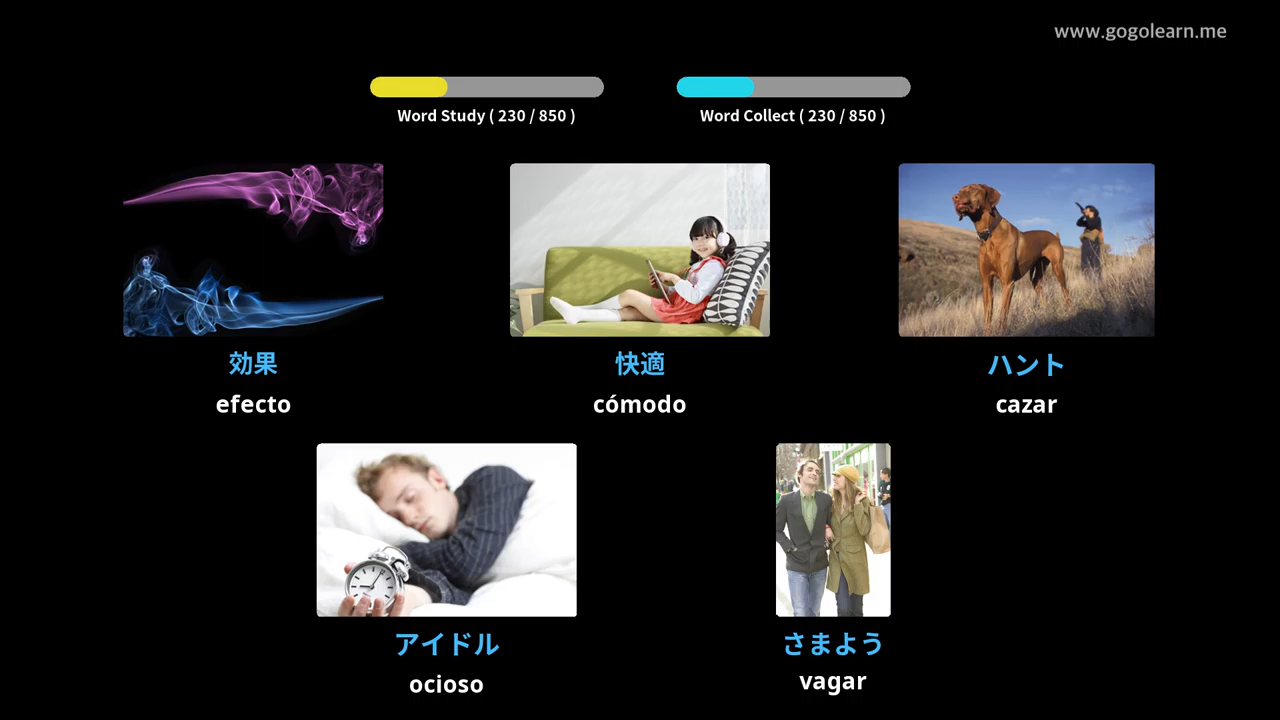 www.gogolearn.me
Word Study ( 230 / 850 )
Word Collect ( 230 / 850 )
効果
efecto
快適
cómodo
ハント
cazar
アイドル
ocioso
さまよう
vagar